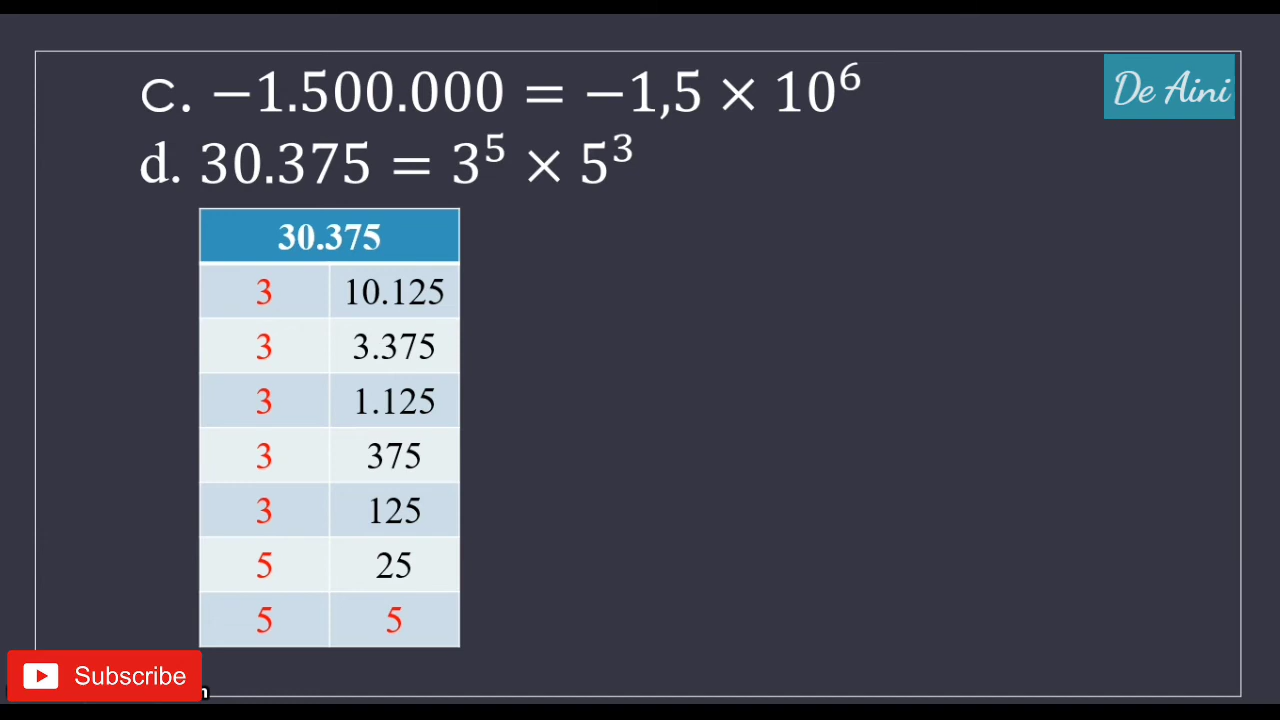 c. −1.500.000 = −1,5 × 10⁶
De Aini
d. 30.375 = 3⁵ × 5³
30.375
3 10.125
3 3.375
3 1.125
3 375
3 125
5 25
5 5
Subscribe